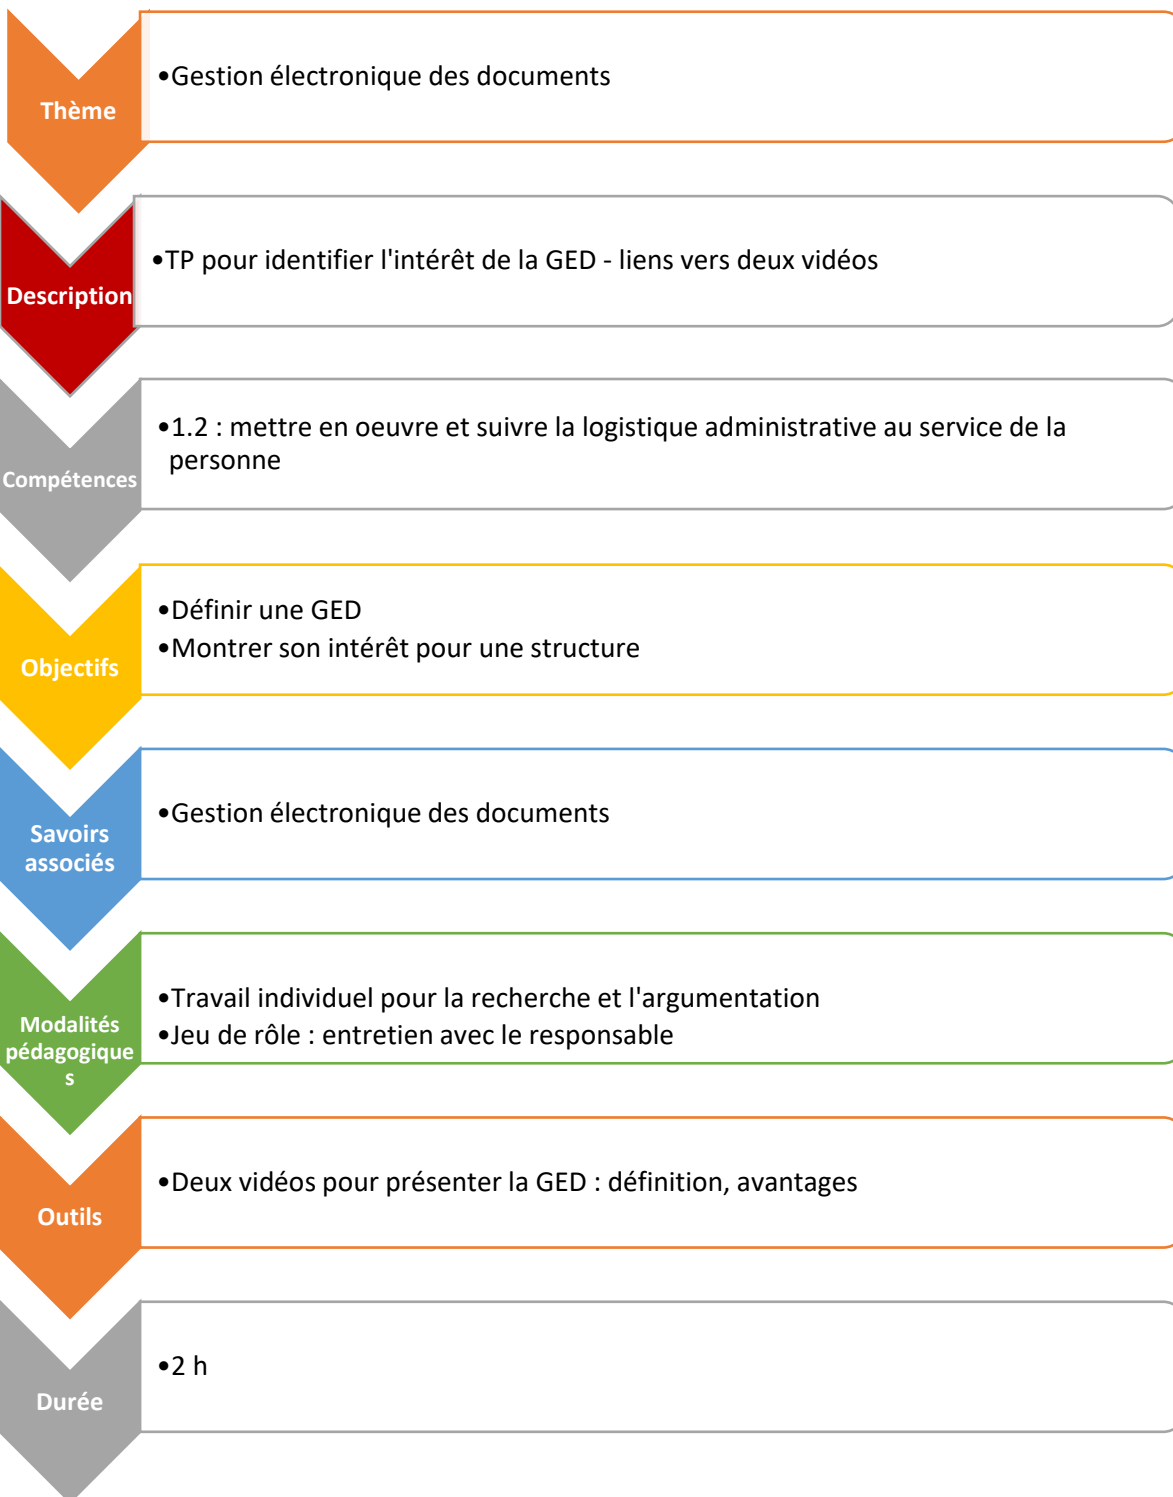 Thème
•Gestion électronique des documents
Description
•TP pour identifier l'intérêt de la GED - liens vers deux vidéos
Compétences
•1.2 : mettre en oeuvre et suivre la logistique administrative au service de la
personne
Objectifs
•Définir une GED
•Montrer son intérêt pour une structure
Savoirs
associés
•Gestion électronique des documents
Modalités
pédagogique
s
•Travail individuel pour la recherche et l'argumentation
•Jeu de rôle : entretien avec le responsable
Outils
•Deux vidéos pour présenter la GED : définition, avantages
Durée
•2 h